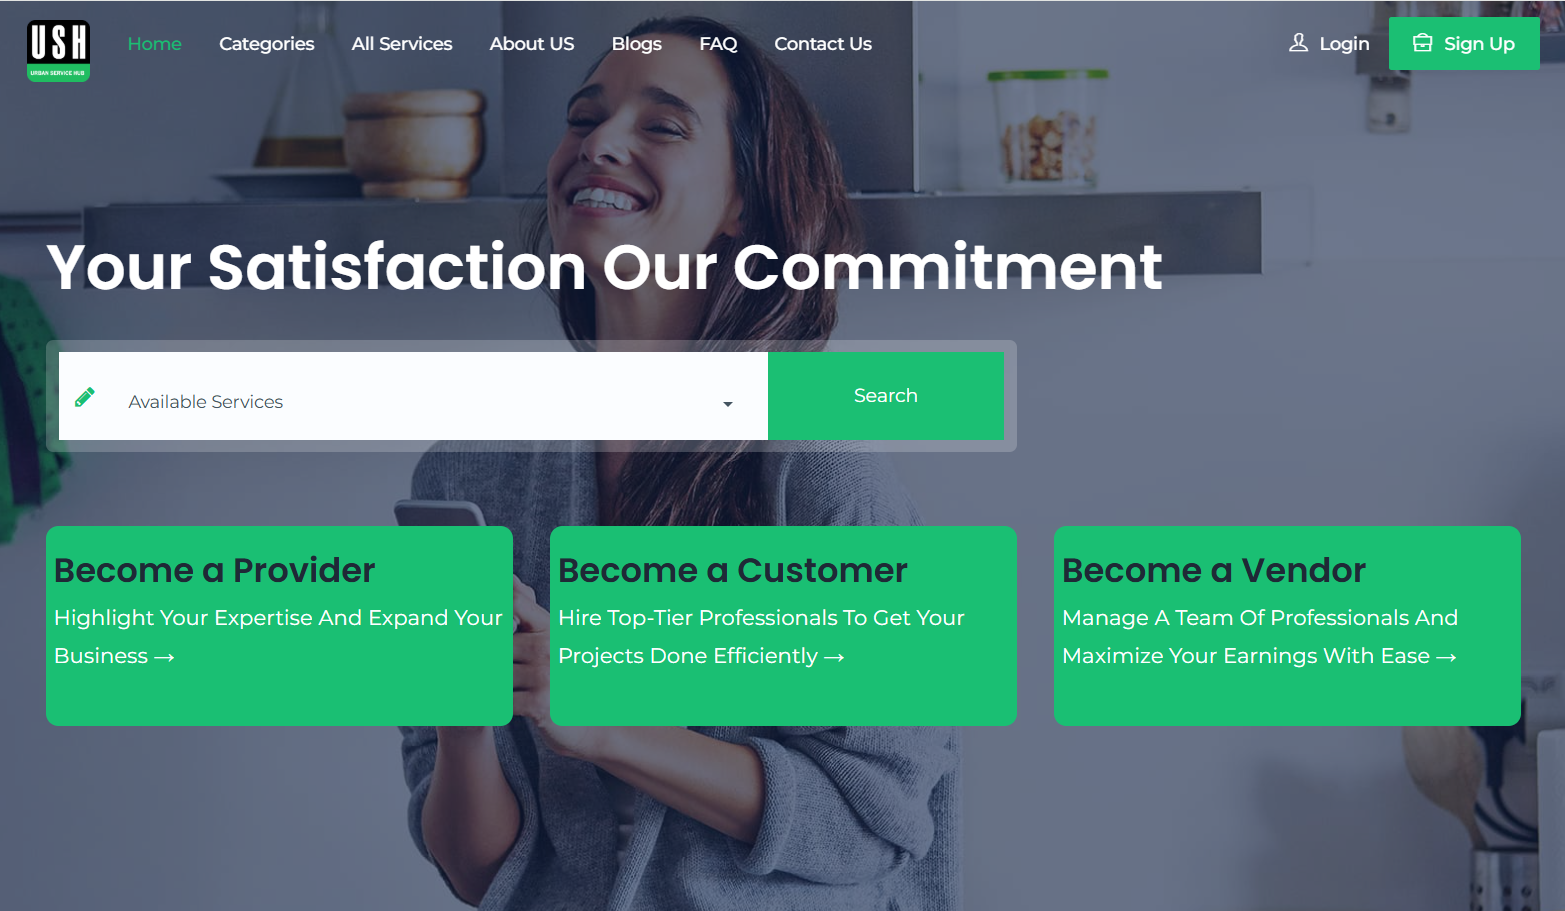 USH
URBAN SERVICE HUB
Home Categories All Services About US Blogs FAQ Contact Us Login Sign Up
Your Satisfaction Our Commitment
Available Services Search
Become a Provider
Highlight Your Expertise And Expand Your
Business →
Become a Customer
Hire Top-Tier Professionals To Get Your
Projects Done Efficiently →
Become a Vendor
Manage A Team Of Professionals And
Maximize Your Earnings With Ease →